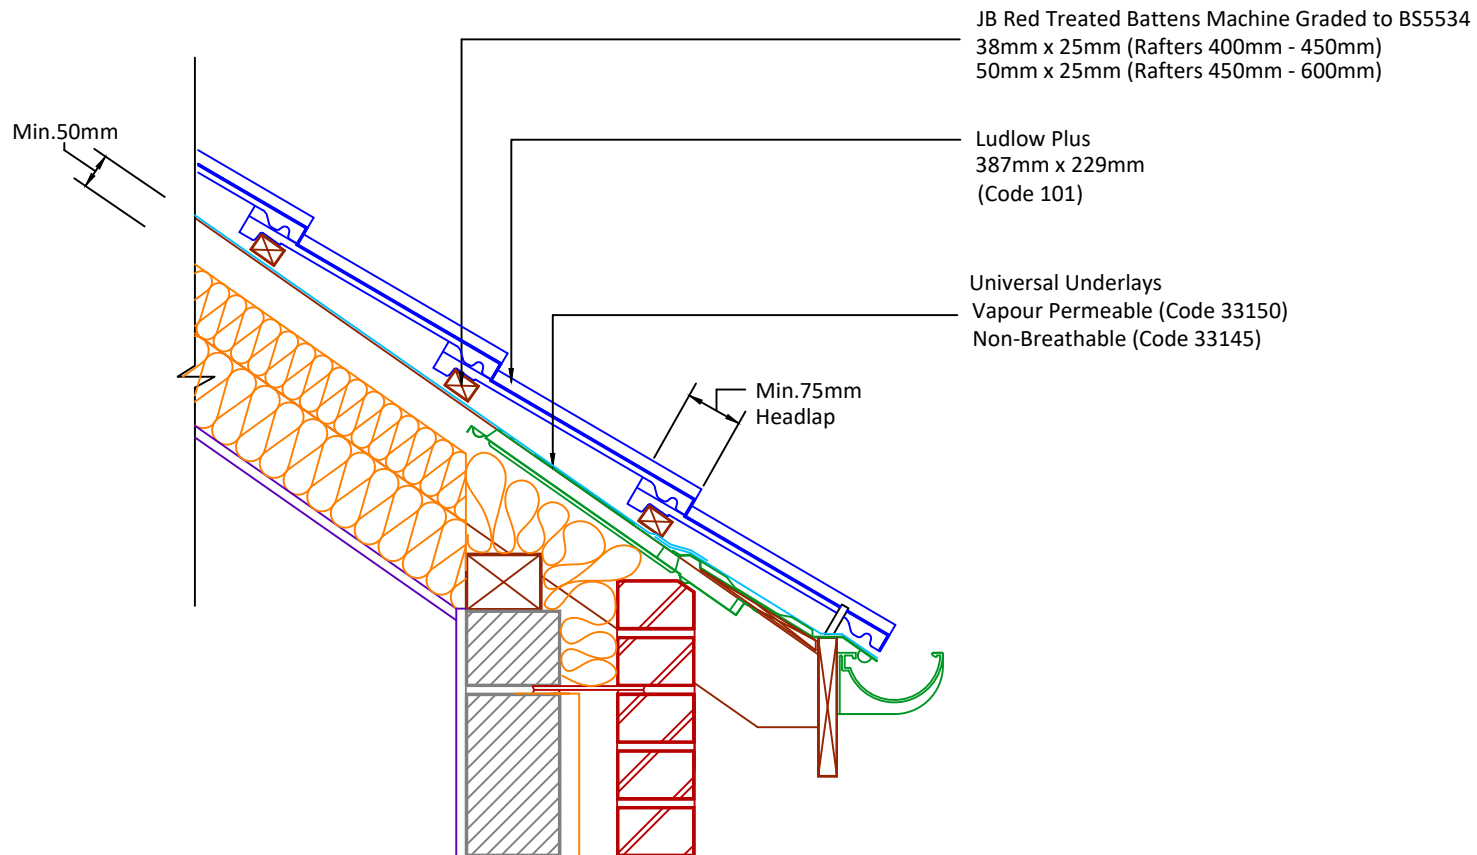 JB Red Treated Battens Machine Graded to BS5534
38mm x 25mm (Rafters 400mm - 450mm)
50mm x 25mm (Rafters 450mm - 600mm)
Min.50mm
Ludlow Plus
387mm x 229mm
(Code 101)
Universal Underlays
Vapour Permeable (Code 33150)
Non-Breathable (Code 33145)
Min.75mm
Headlap